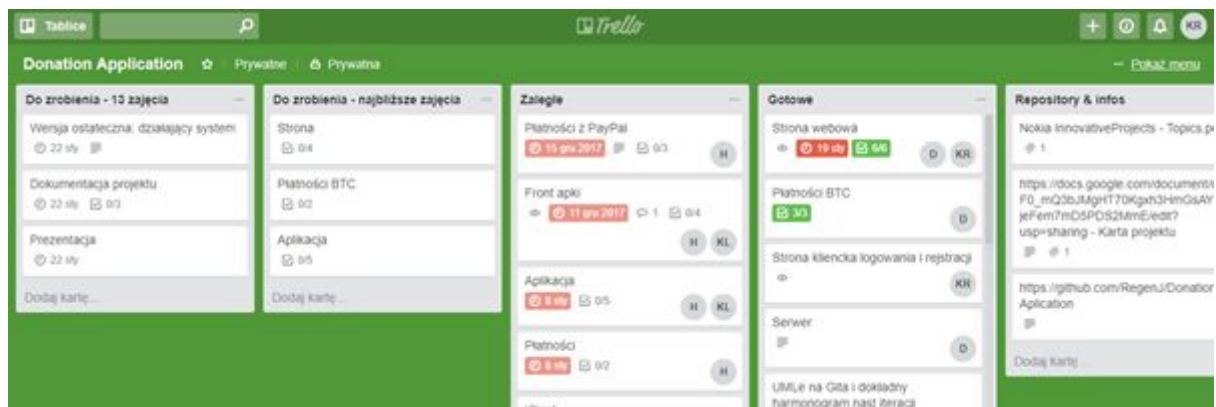 Tablice
Trello
KR
Donation Application
Prywatne
Prywatna
Pokaż menu
Do zrobienia - 13 zajęcia
Wersja ostateczna: działający system
22 sty
Dokumentacja projektu
22 sty 0/3
Prezentacja
22 sty
Dodaj kartę...
Do zrobienia - najbliższe zajęcia
Strona
0/4
Płatności BTC
0/2
Aplikacja
0/5
Dodaj kartę...
Zaległe
Płatności z PayPal
15 gru 2017 0/3
H
Front apki
11 gru 2017 1 0/4
H KL
Aplikacja
8 sty 0/5
H KL
Płatności
8 sty 0/2
H
Gotowe
Strona webowa
19 sty 6/6
D KR
Płatności BTC
3/3
D
Strona kliencka logowania i rejstracji
KR
Serwer
D
UMLe na Gita i dokładny
harmonogram nast iteracji
Repository & infos
Nokia InnovativeProjects - Topics.p
1
https://docs.google.com/document/
usp=sharing - Karta projektu
1
https://github.com/RegenJ/Donation
Aplication
Dodaj kartę...